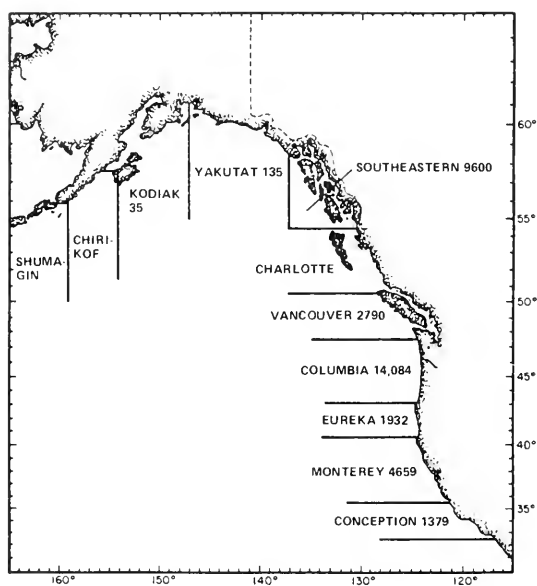 60°
YAKUTAT 135
SOUTHEASTERN 9600
KODIAK
35
CHIRI-
KOF
SHUMA-
GIN
55°
CHARLOTTE
50°
VANCOUVER 2790
COLUMBIA 14,084
45°
EUREKA 1932
40°
MONTEREY 4659
35°
CONCEPTION 1379
160°
150°
140°
130°
120°